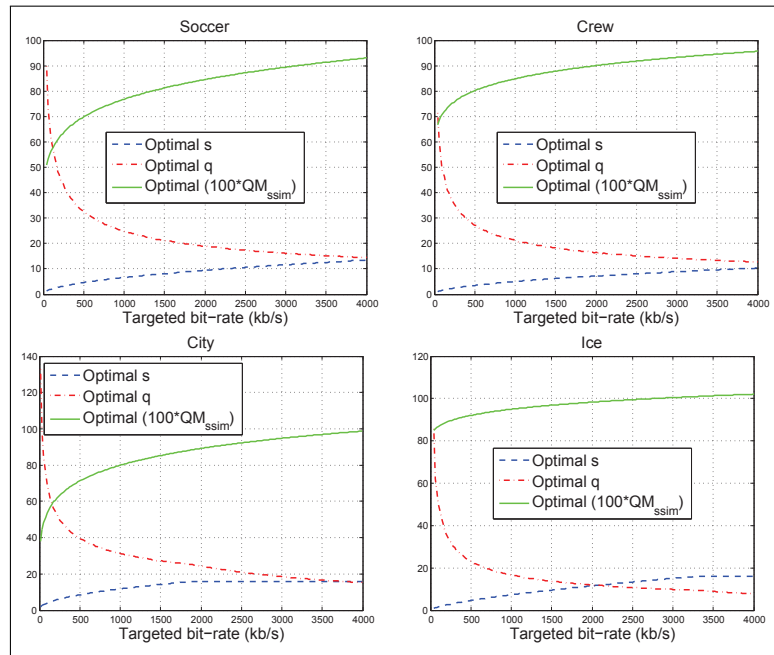 Soccer
100
90
80
70
60
50
40
30
20
10
0
0 500 1000 1500 2000 2500 3000 3500 4000
Targeted bit−rate (kb/s)
Optimal s
Optimal q
Optimal (100*QMssim)
Crew
100
90
80
70
60
50
40
30
20
10
0
0 500 1000 1500 2000 2500 3000 3500 4000
Targeted bit−rate (kb/s)
Optimal s
Optimal q
Optimal (100*QMssim)
City
140
120
100
80
60
40
20
0
0 500 1000 1500 2000 2500 3000 3500 4000
Targeted bit−rate (kb/s)
Optimal s
Optimal q
Optimal (100*QMssim)
Ice
120
100
80
60
40
20
0
0 500 1000 1500 2000 2500 3000 3500 4000
Targeted bit−rate (kb/s)
Optimal s
Optimal q
Optimal (100*QMssim)